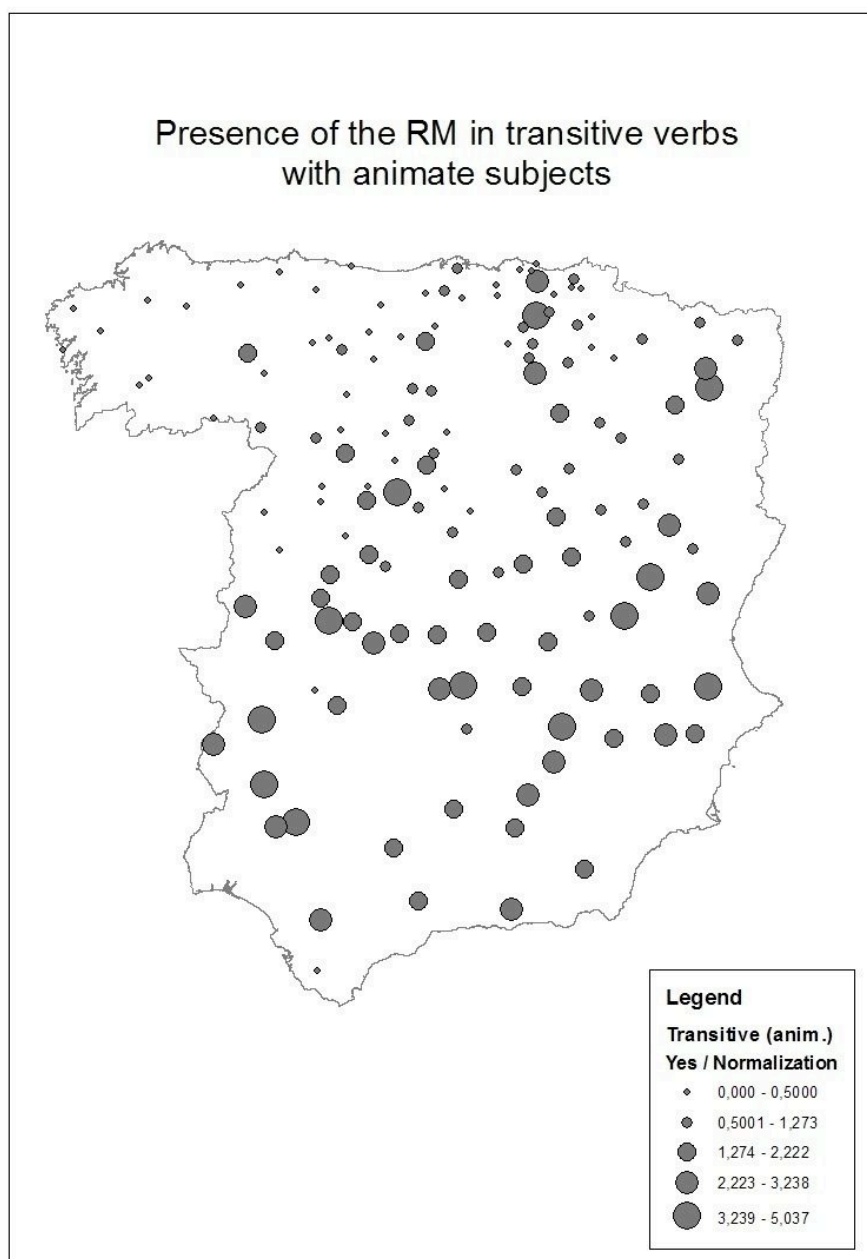 Presence of the RM in transitive verbs
with animate subjects
Legend
Transitive (anim.)
Yes / Normalization
0,000 - 0,5000
0,5001 - 1,273
1,274 - 2,222
2,223 - 3,238
3,239 - 5,037